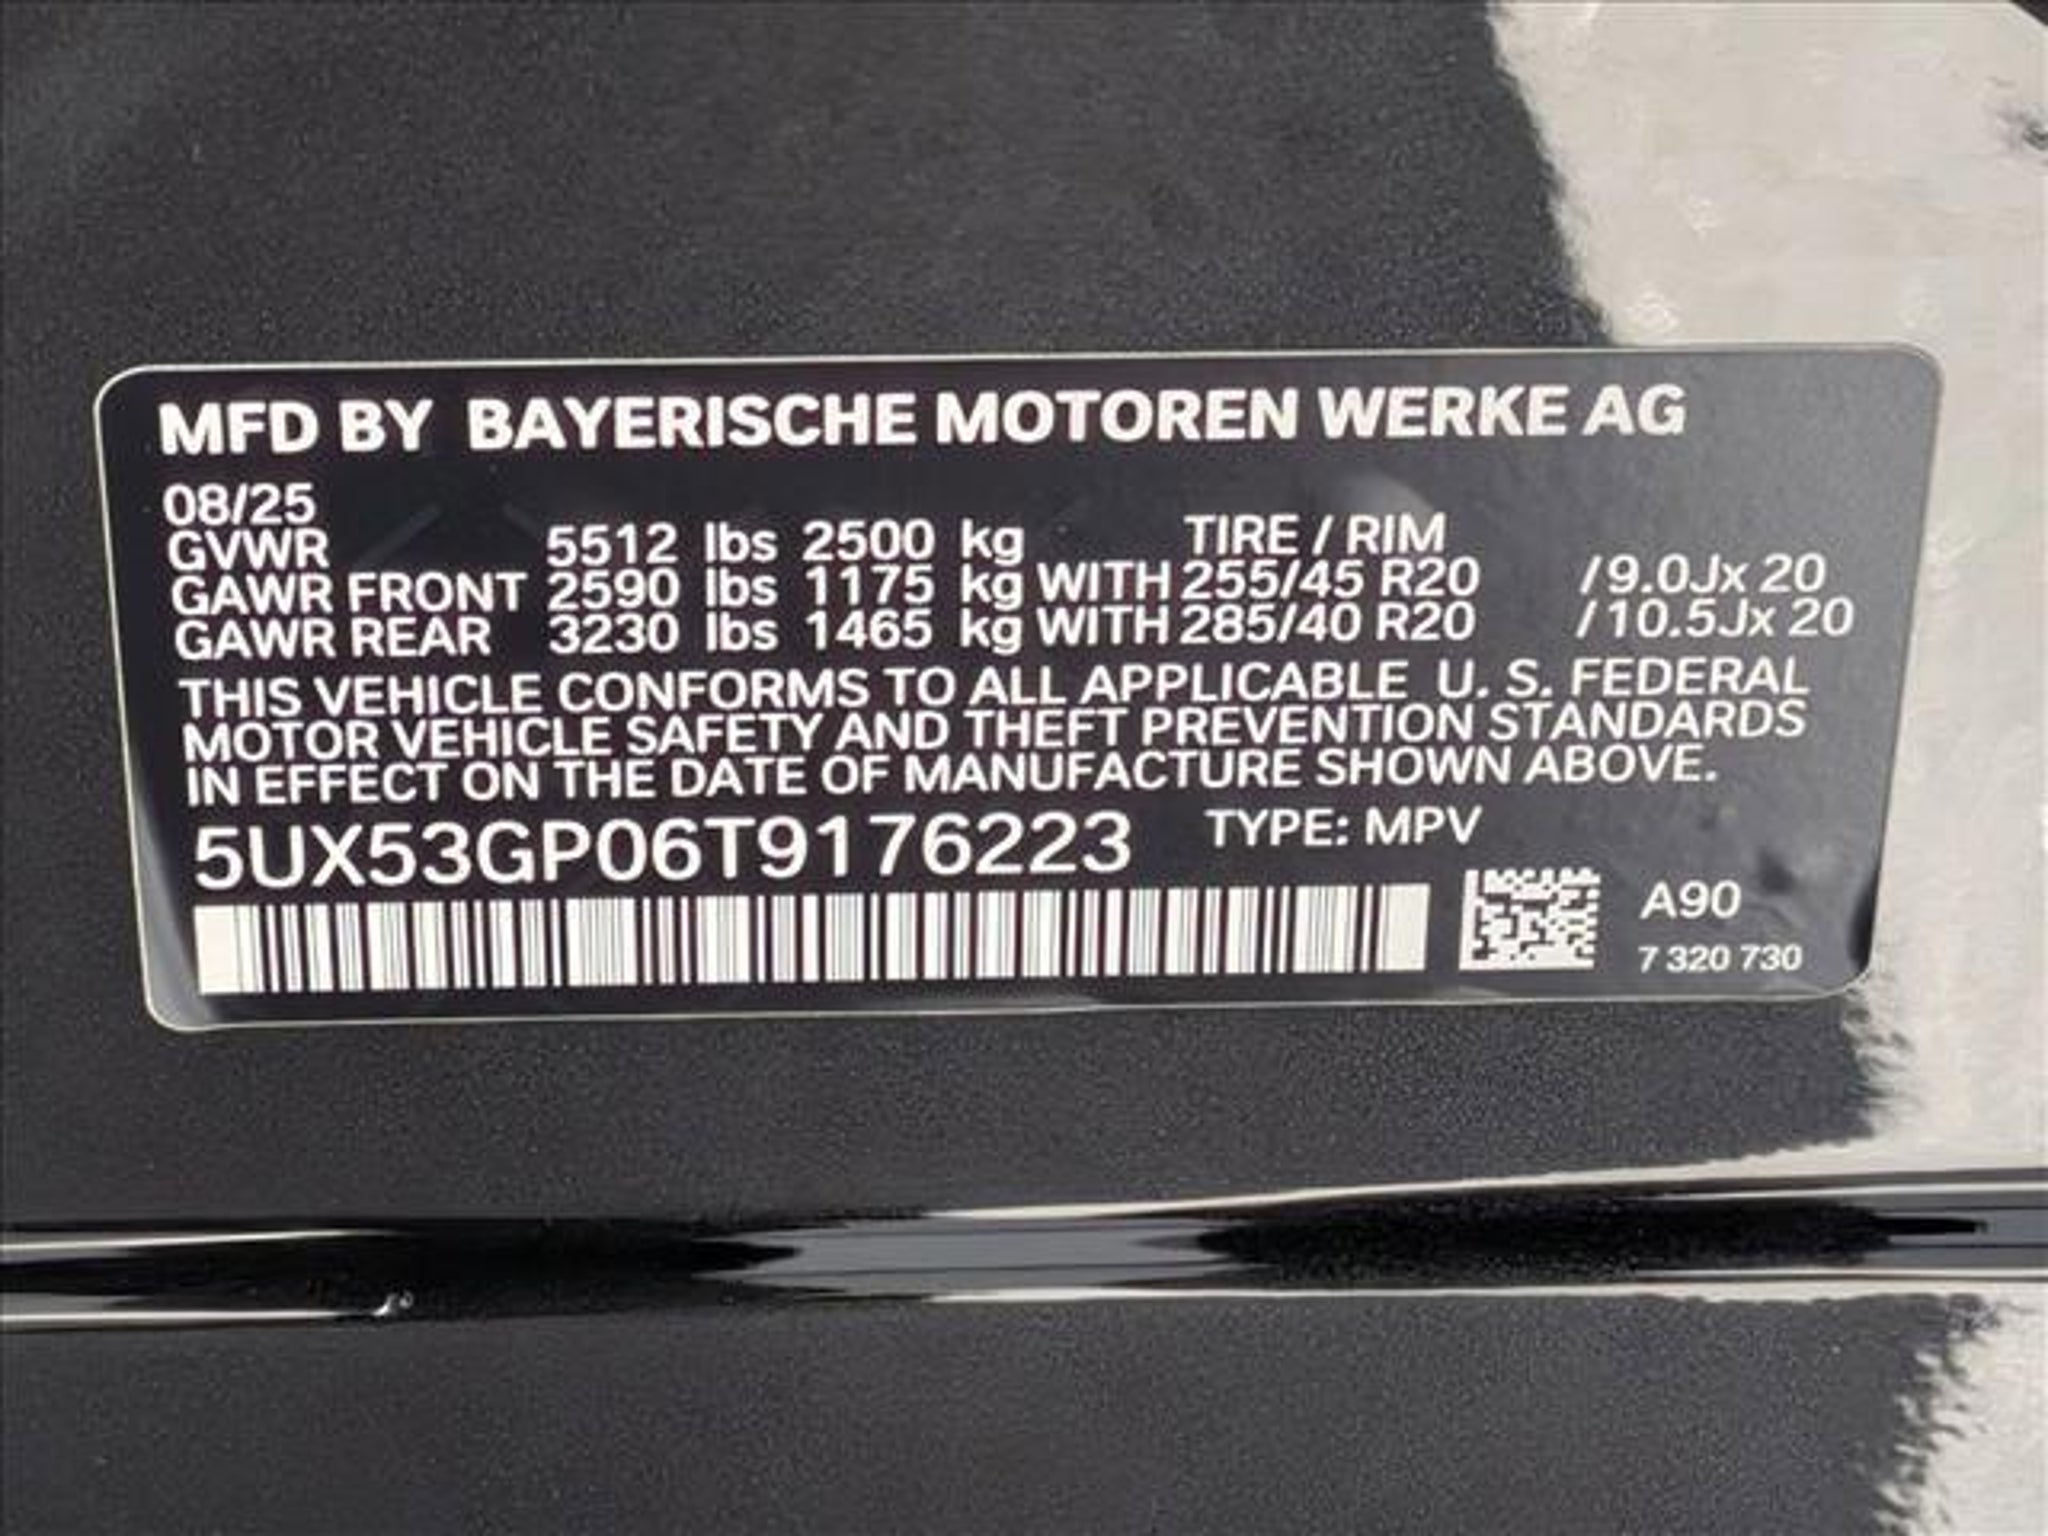 MFD BY BAYERISCHE MOTOREN WERKE AG
08/25
GVWR 5512 lbs 2500 kg TIRE / RIM
GAWR FRONT 2590 lbs 1175 kg WITH 255/45 R20 /9.0Jx 20
GAWR REAR 3230 lbs 1465 kg WITH 285/40 R20 /10.5Jx 20
THIS VEHICLE CONFORMS TO ALL APPLICABLE U. S. FEDERAL
MOTOR VEHICLE SAFETY AND THEFT PREVENTION STANDARDS
IN EFFECT ON THE DATE OF MANUFACTURE SHOWN ABOVE.
5UX53GP06T9176223 TYPE: MPV
A90
7 320 730